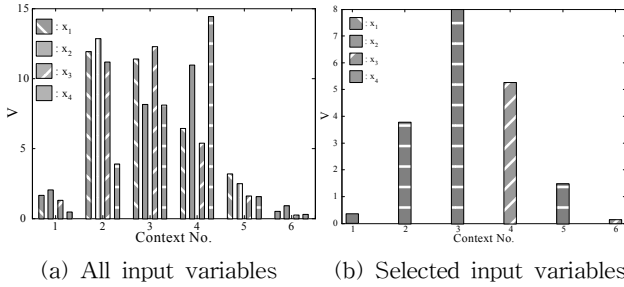 15
10
5
0
V
: x₁
: x₂
: x₃
: x₄
1 2 3 4 5 6
Context No.
(a) All input variables
8
7
6
5
4
3
2
1
0
V
: x₁
: x₂
: x₃
: x₄
1 2 3 4 5 6
Context No.
(b) Selected input variables